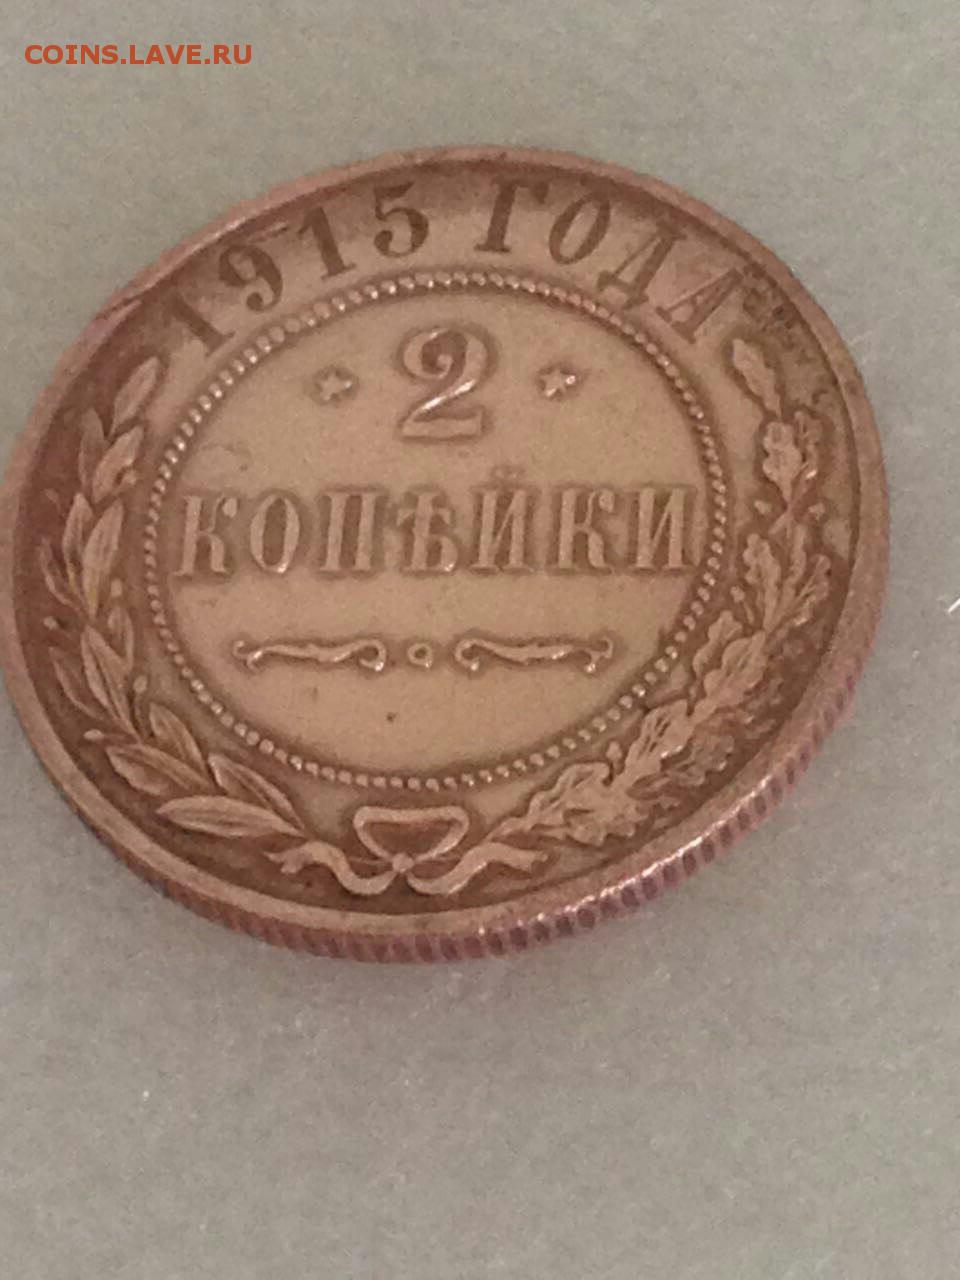 COINS.LAVE.RU
1915 ГОДА
2
КОПѢЙКИ